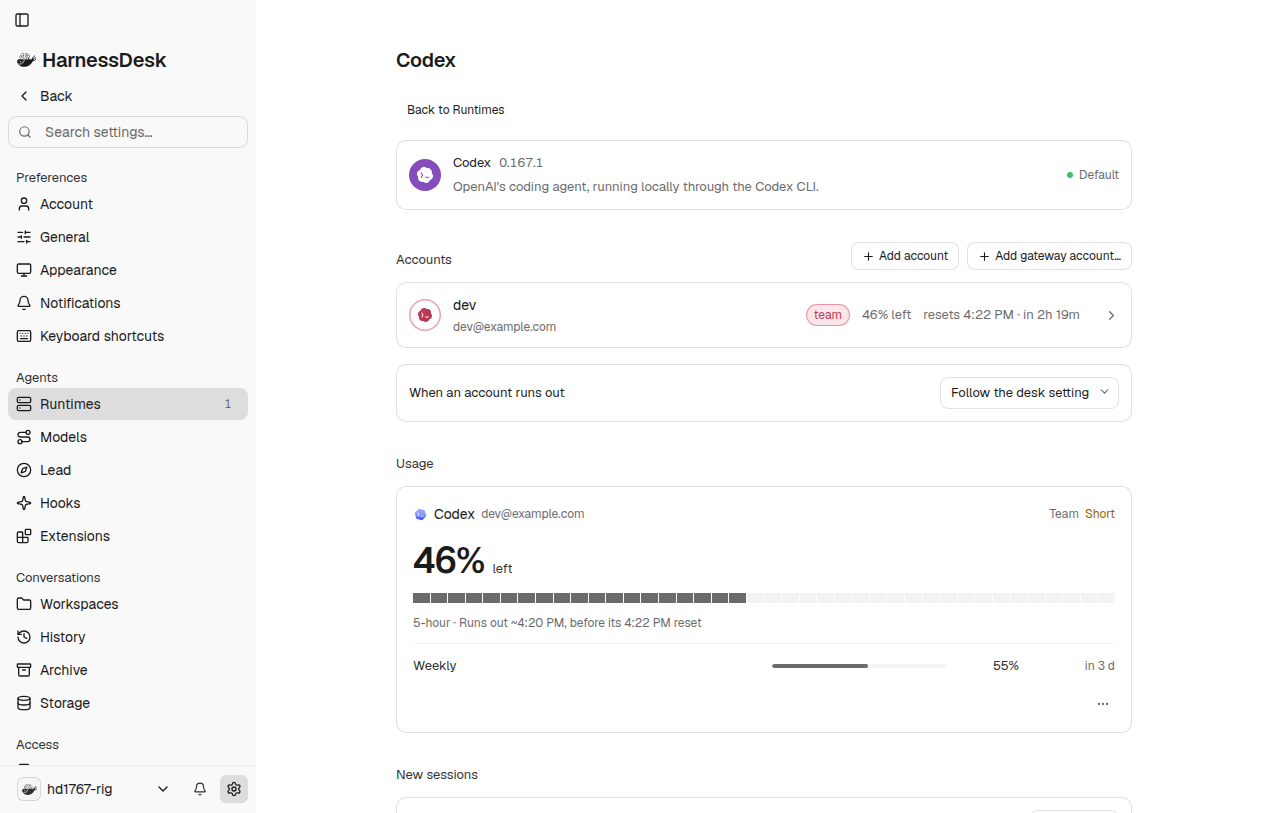 HarnessDesk
Back
Search settings…
Preferences
Account
General
Appearance
Notifications
Keyboard shortcuts
Agents
Runtimes 1
Models
Lead
Hooks
Extensions
Conversations
Workspaces
History
Archive
Storage
Access
hd1767-rig
Codex
Back to Runtimes
Codex 0.167.1
OpenAI's coding agent, running locally through the Codex CLI.
Default
Accounts
Add account
Add gateway account…
dev
dev@example.com
team 46% left resets 4:22 PM · in 2h 19m
When an account runs out
Follow the desk setting
Usage
Codex dev@example.com
Team Short
46% left
5-hour · Runs out ~4:20 PM, before its 4:22 PM reset
Weekly 55% in 3 d
New sessions